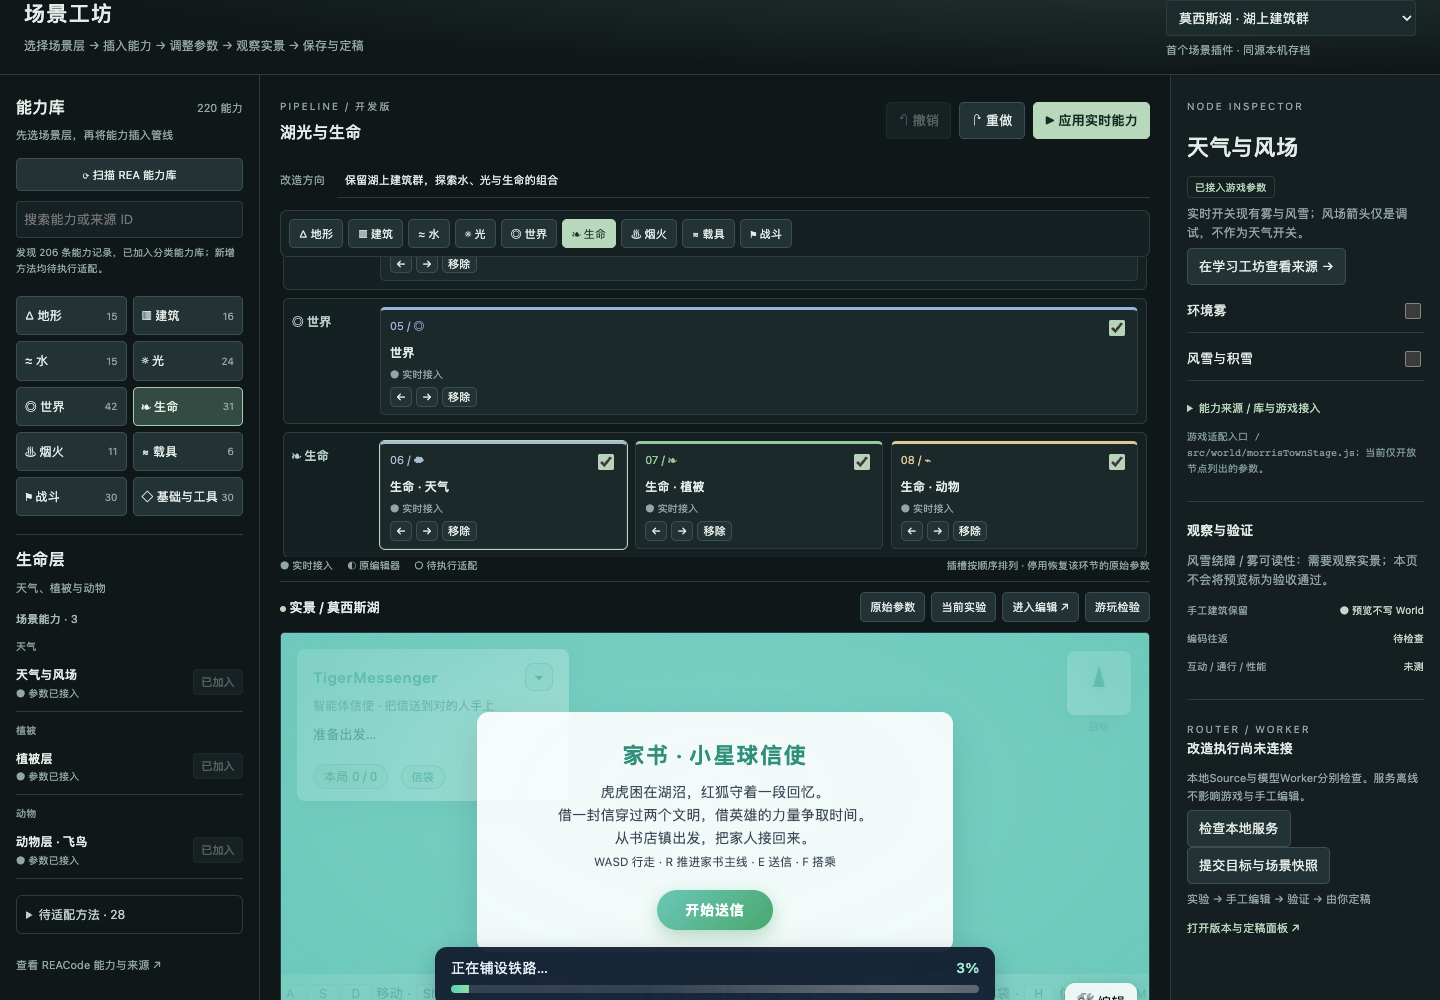 场景工坊
选择场景层 → 插入能力 → 调整参数 → 观察实景 → 保存与定稿
莫西斯湖 · 湖上建筑群
首个场景插件 · 同源本机存档
能力库
220 能力
先选场景层，再将能力插入管线
⟳ 扫描 REA 能力库
搜索能力或来源 ID
发现 206 条能力记录，已加入分类能力库；新增
方法均待执行适配。
地形 15
建筑 16
水 15
光 24
世界 42
生命 31
烟火 11
载具 6
战斗 30
基础与工具 30
生命层
天气、植被与动物
场景能力 · 3
天气
天气与风场
已加入
● 参数已接入
植被
植被层
已加入
● 参数已接入
动物
动物层 · 飞鸟
已加入
● 参数已接入
▶ 待适配方法 · 28
查看 REACode 能力与来源 ↗
PIPELINE / 开发版
湖光与生命
撤销
重做
▶ 应用实时能力
改造方向
保留湖上建筑群，探索水、光与生命的组合
地形
建筑
水
光
世界
生命
烟火
载具
战斗
← → 移除
◎ 世界
05 / ◎
世界
● 实时接入
← → 移除
生命
06 /
生命 · 天气
● 实时接入
← → 移除
07 /
生命 · 植被
● 实时接入
← → 移除
08 /
生命 · 动物
● 实时接入
← → 移除
● 实时接入 ◐ 原编辑器 ○ 待执行适配
插槽按顺序排列 · 停用恢复该环节的原始参数
● 实景 / 莫西斯湖
原始参数
当前实验
进入编辑 ↗
游玩检验
TigerMessenger
智能体信使 · 把信送到对的人手上
准备出发...
本局 0 / 0
信袋
目标
家书 · 小星球信使
虎虎困在湖沼，红狐守着一段回忆。
借一封信穿过两个文明，借英雄的力量争取时间。
从书店镇出发，把家人接回来。
WASD 行走 · R 推进家书主线 · E 送信 · F 搭乘
开始送信
正在铺设铁路...
3%
A S D 移动 ·
H
编辑
NODE INSPECTOR
天气与风场
已接入游戏参数
实时开关现有雾与风雪；风场箭头仅是调
试，不作为天气开关。
在学习工坊查看来源 →
环境雾
风雪与积雪
▶ 能力来源 / 库与游戏接入
游戏适配入口 /
src/world/morrisTownStage.js；当前仅开放
节点列出的参数。
观察与验证
风雪绕障 / 雾可读性：需要观察实景；本页
不会将预览标为验收通过。
手工建筑保留
● 预览不写 World
编码往返
待检查
互动 / 通行 / 性能
未测
ROUTER / WORKER
改造执行尚未连接
本地Source与模型Worker分别检查。服务离线
不影响游戏与手工编辑。
检查本地服务
提交目标与场景快照
实验 → 手工编辑 → 验证 → 由你定稿
打开版本与定稿面板 ↗